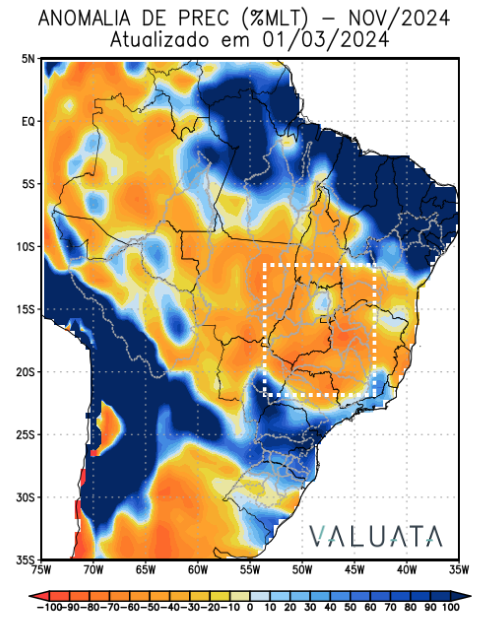 ANOMALIA DE PREC (%MLT) – NOV/2024
Atualizado em 01/03/2024
5N
EQ
5S
10S
15S
20S
25S
30S
35S
VALUATA
75W 70W 65W 60W 55W 50W 45W 40W 35W
-100-90-80-70-60-50-40-30-20-10 0 10 20 30 40 50 60 70 80 90 100